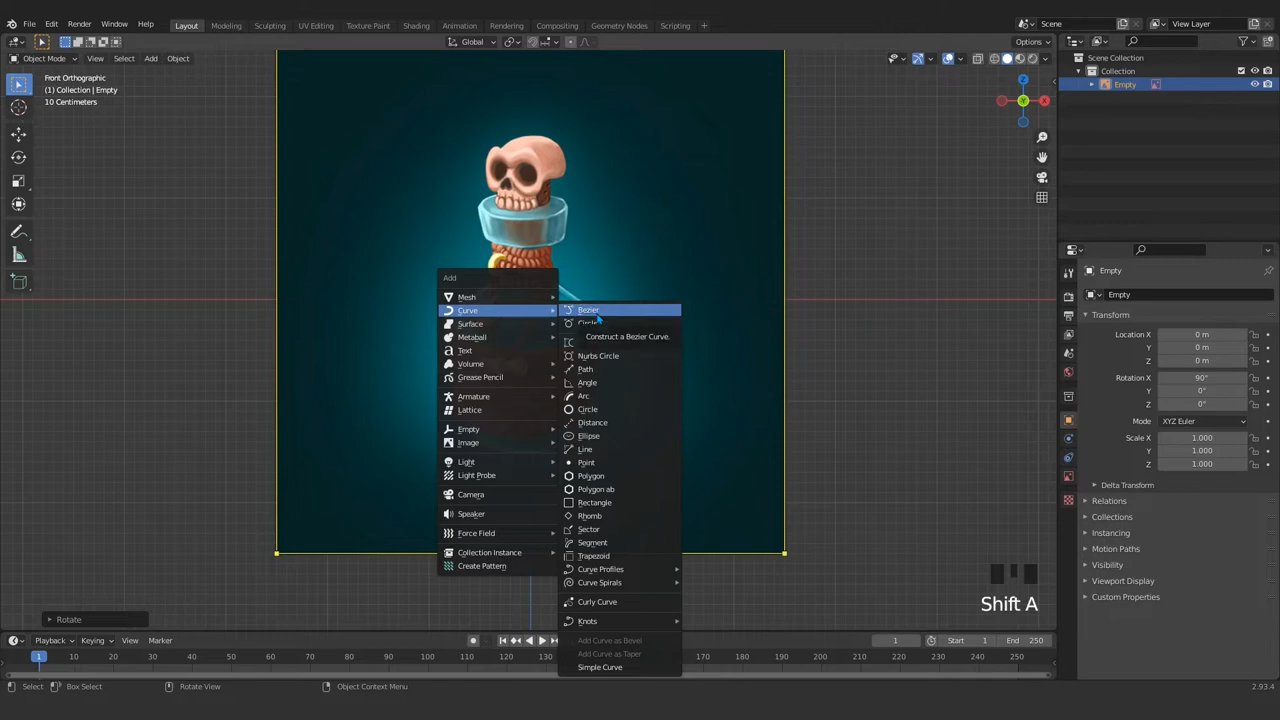 File Edit Render Window Help Layout Modeling Sculpting UV Editing Texture Paint Shading Animation Rendering Compositing Geometry Nodes Scripting + Scene View Layer
Global Options
Object Mode View Select Add Object
Front Orthographic
(1) Collection | Empty
10 Centimeters
Z
Y
X
Scene Collection
Collection
Empty
Add
Mesh
Curve
Surface
Metaball
Text
Volume
Grease Pencil
Armature
Lattice
Empty
Image
Light
Light Probe
Camera
Speaker
Force Field
Collection Instance
Create Pattern
Bezier
Circle
Construct a Bezier Curve.
Nurbs Circle
Path
Angle
Arc
Circle
Distance
Ellipse
Line
Point
Polygon
Polygon ab
Rectangle
Rhomb
Sector
Segment
Trapezoid
Curve Profiles
Curve Spirals
Curly Curve
Knots
Add Curve as Bevel
Add Curve as Taper
Simple Curve
Empty
Empty
Transform
Location X 0 m
Y 0 m
Z 0 m
Rotation X 90°
Y 0°
Z 0°
Mode XYZ Euler
Scale X 1.000
Y 1.000
Z 1.000
Delta Transform
Relations
Collections
Instancing
Motion Paths
Visibility
Viewport Display
Custom Properties
Shift A
Rotate
Playback Keying View Marker 1 Start 1 End 250
1 10 20 30 40 50 60 70 80 90 100 110 120 130 140 150 160 170 180 190 200 210 220 230 240 250
Select Box Select Rotate View Object Context Menu 2.93.4